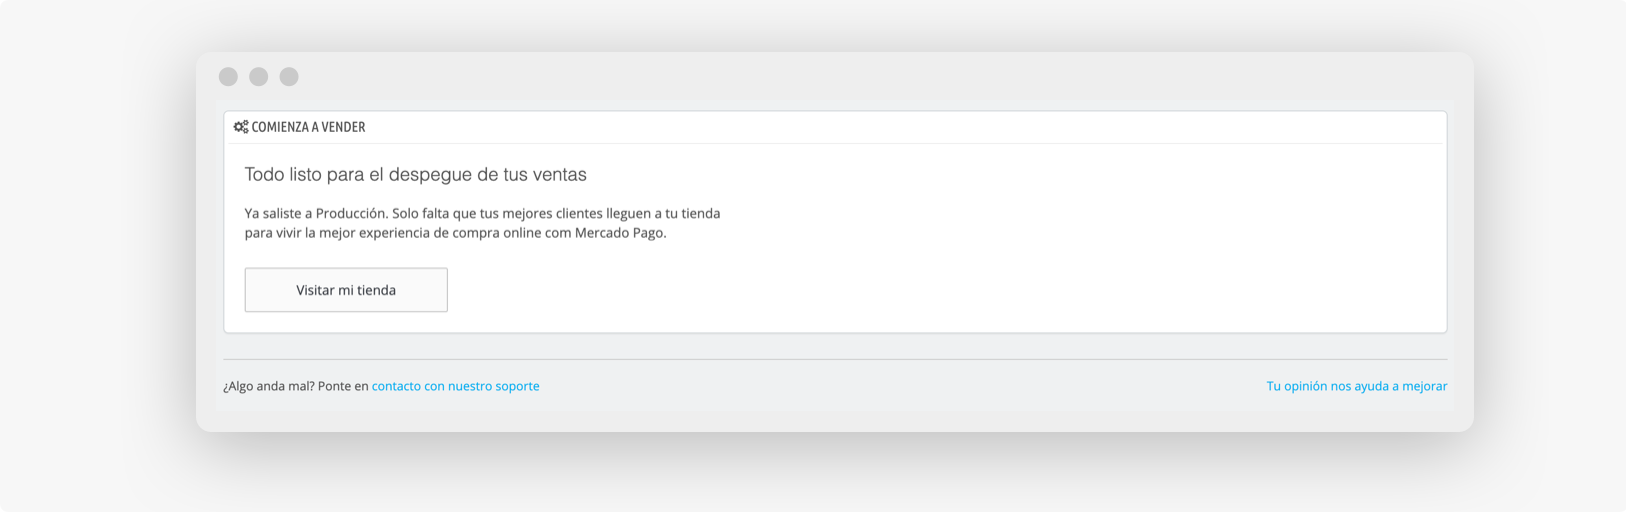 COMIENZA A VENDER
Todo listo para el despegue de tus ventas
Ya saliste a Producción. Solo falta que tus mejores clientes lleguen a tu tienda
para vivir la mejor experiencia de compra online com Mercado Pago.
Visitar mi tienda
¿Algo anda mal? Ponte en contacto con nuestro soporte
Tu opinión nos ayuda a mejorar